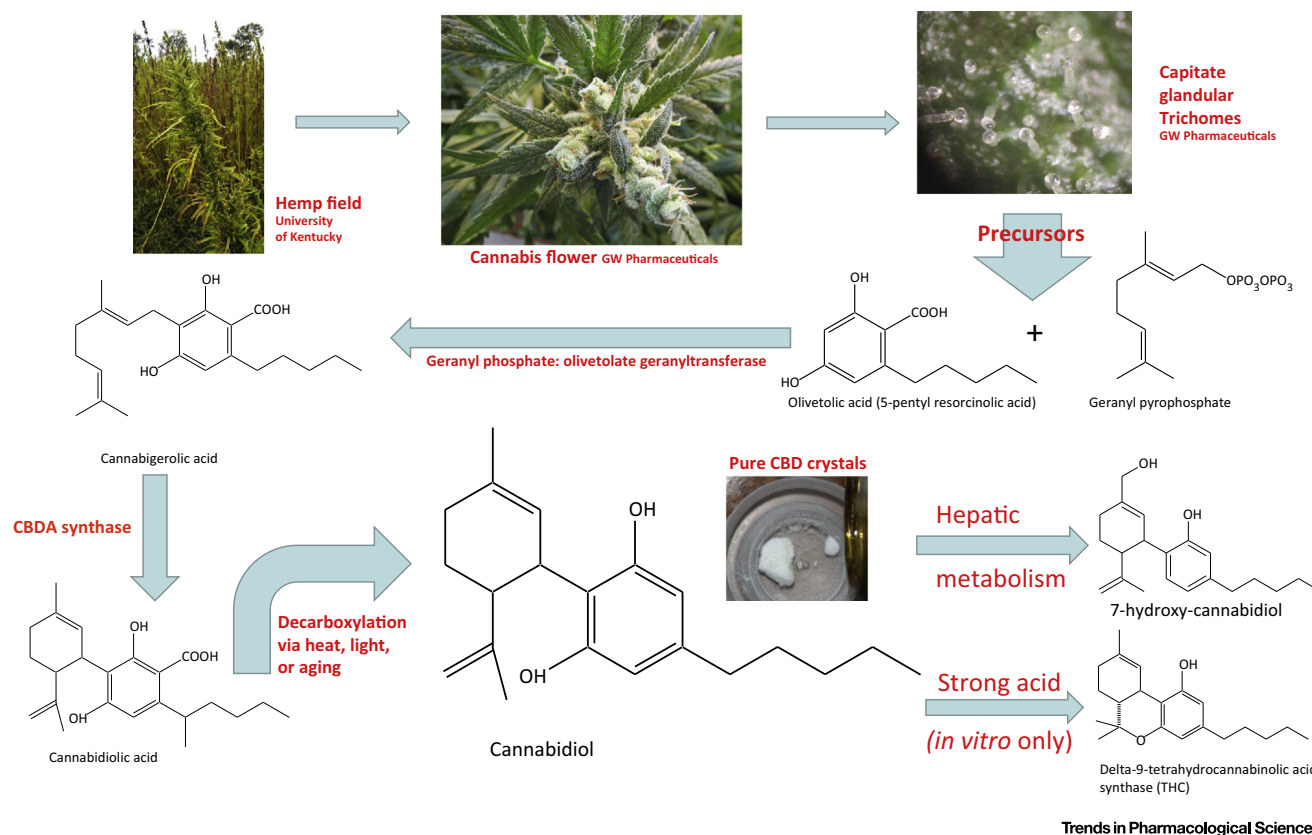 Hemp field
University
of Kentucky
Cannabis flower GW Pharmaceuticals
Capitate
glandular
Trichomes
GW Pharmaceuticals
Precursors
OH
COOH
HO
Cannabigerolic acid
Geranyl phosphate: olivetolate geranyltransferase
OH
COOH
HO
Olivetolic acid (5-pentyl resorcinolic acid)
+
OPO3OPO3
Geranyl pyrophosphate
CBDA synthase
OH
COOH
OH
Cannabidiolic acid
Decarboxylation
via heat, light,
or aging
OH
OH
Cannabidiol
Pure CBD crystals
Hepatic
metabolism
OH
OH
7-hydroxy-cannabidiol
Strong acid
(in vitro only)
OH
O
Delta-9-tetrahydrocannabinolic acid
synthase (THC)
Trends in Pharmacological Science